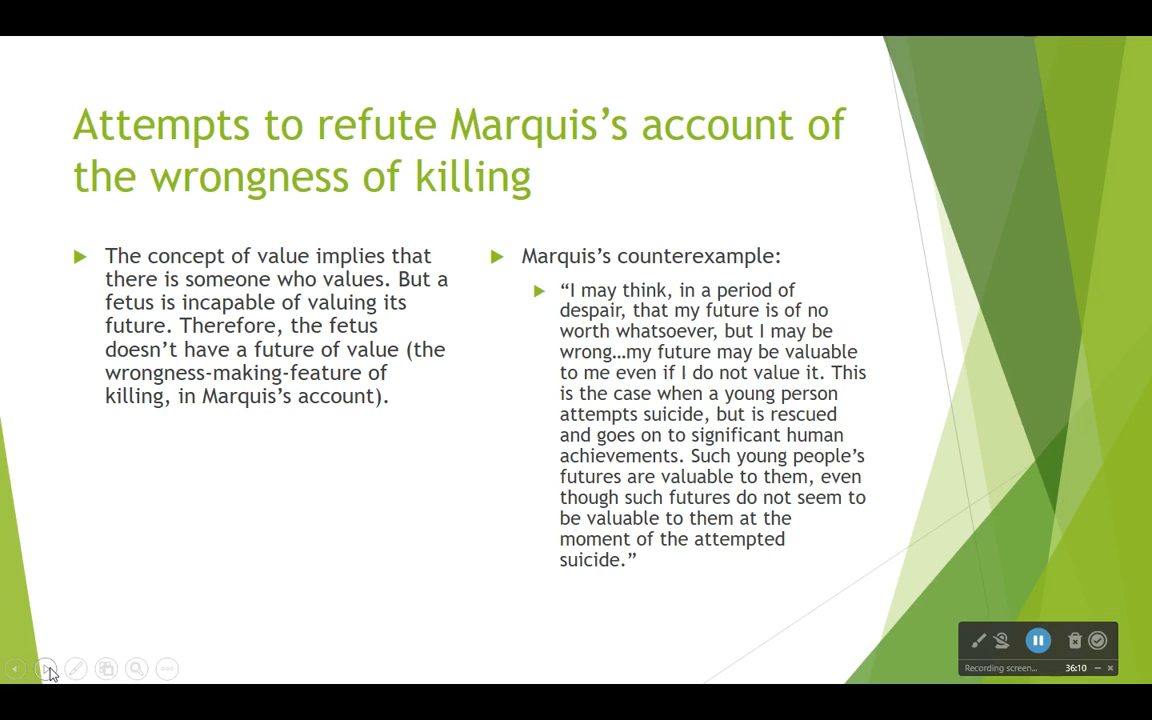 Attempts to refute Marquis’s account of
the wrongness of killing
The concept of value implies that
there is someone who values. But a
fetus is incapable of valuing its
future. Therefore, the fetus
doesn’t have a future of value (the
wrongness-making-feature of
killing, in Marquis’s account).
Marquis’s counterexample:
“I may think, in a period of
despair, that my future is of no
worth whatsoever, but I may be
wrong…my future may be valuable
to me even if I do not value it. This
is the case when a young person
attempts suicide, but is rescued
and goes on to significant human
achievements. Such young people’s
futures are valuable to them, even
though such futures do not seem to
be valuable to them at the
moment of the attempted
suicide.”
Recording screen... 36:10